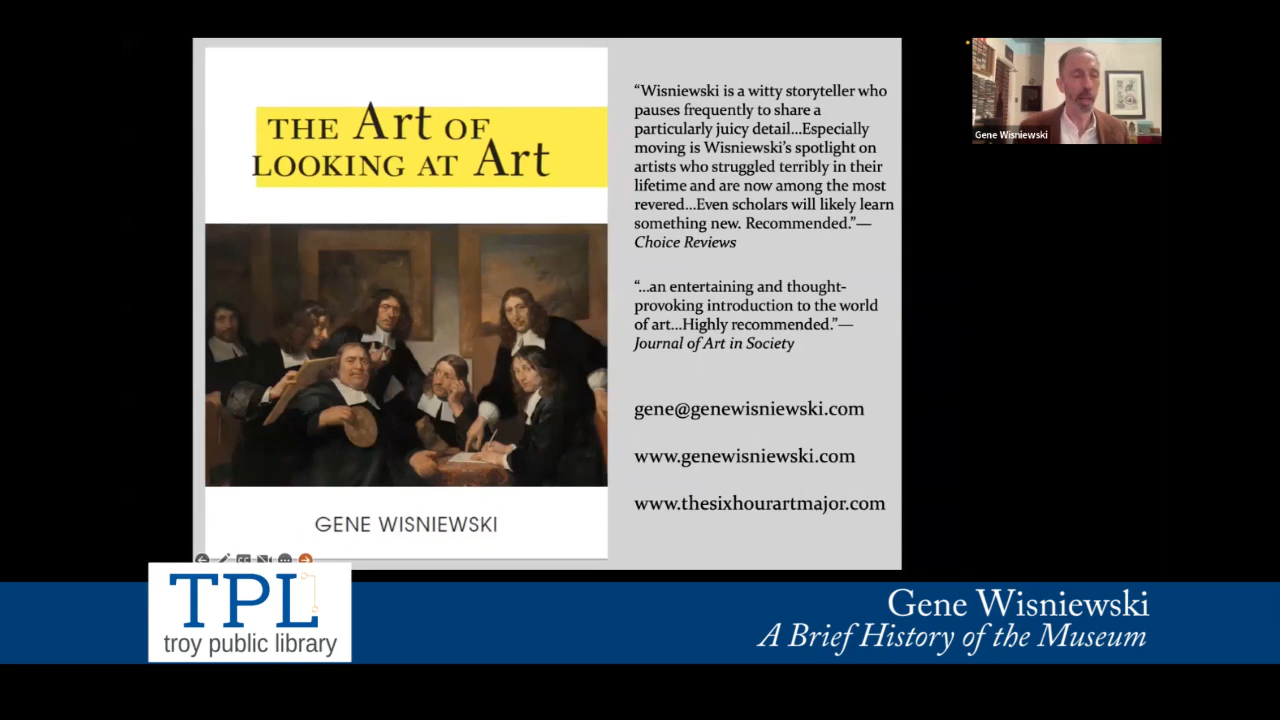 THE Art OF
LOOKING AT Art
GENE WISNIEWSKI
“Wisniewski is a witty storyteller who
pauses frequently to share a
particularly juicy detail...Especially
moving is Wisniewski’s spotlight on
artists who struggled terribly in their
lifetime and are now among the most
revered...Even scholars will likely learn
something new. Recommended.”—
Choice Reviews
“...an entertaining and thought-
provoking introduction to the world
of art...Highly recommended.”—
Journal of Art in Society
gene@genewisniewski.com
www.genewisniewski.com
www.thesixhourartmajor.com
Gene Wisniewski
CC
TPL
troy public library
Gene Wisniewski
A Brief History of the Museum